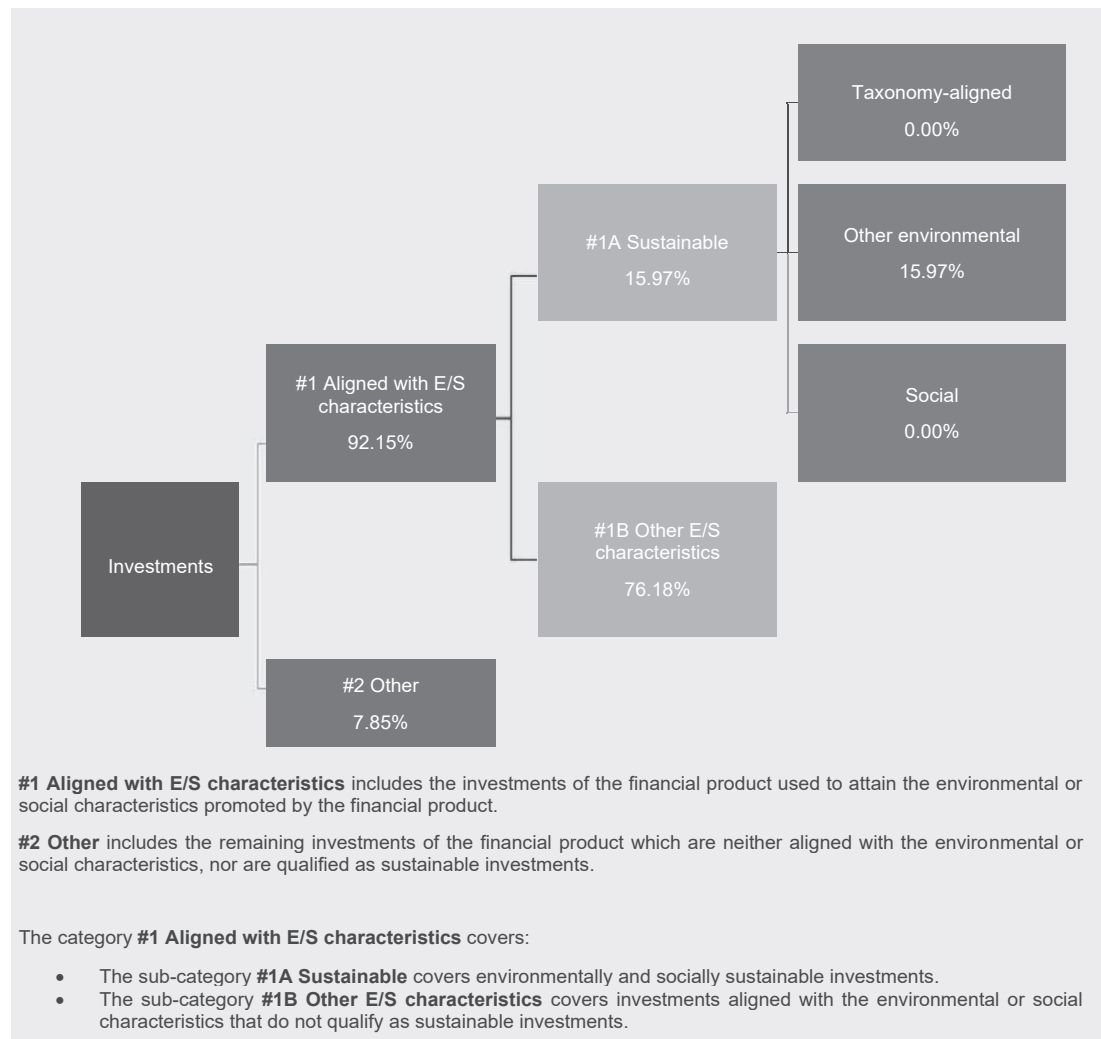 Taxonomy-aligned
0.00%
#1A Sustainable
15.97%
Other environmental
15.97%
#1 Aligned with E/S
characteristics
92.15%
Social
0.00%
Investments
#1B Other E/S
characteristics
76.18%
#2 Other
7.85%
#1 Aligned with E/S characteristics includes the investments of the financial product used to attain the environmental or
social characteristics promoted by the financial product.
#2 Other includes the remaining investments of the financial product which are neither aligned with the environmental or
social characteristics, nor are qualified as sustainable investments.
The category #1 Aligned with E/S characteristics covers:
• The sub-category #1A Sustainable covers environmentally and socially sustainable investments.
• The sub-category #1B Other E/S characteristics covers investments aligned with the environmental or social
characteristics that do not qualify as sustainable investments.